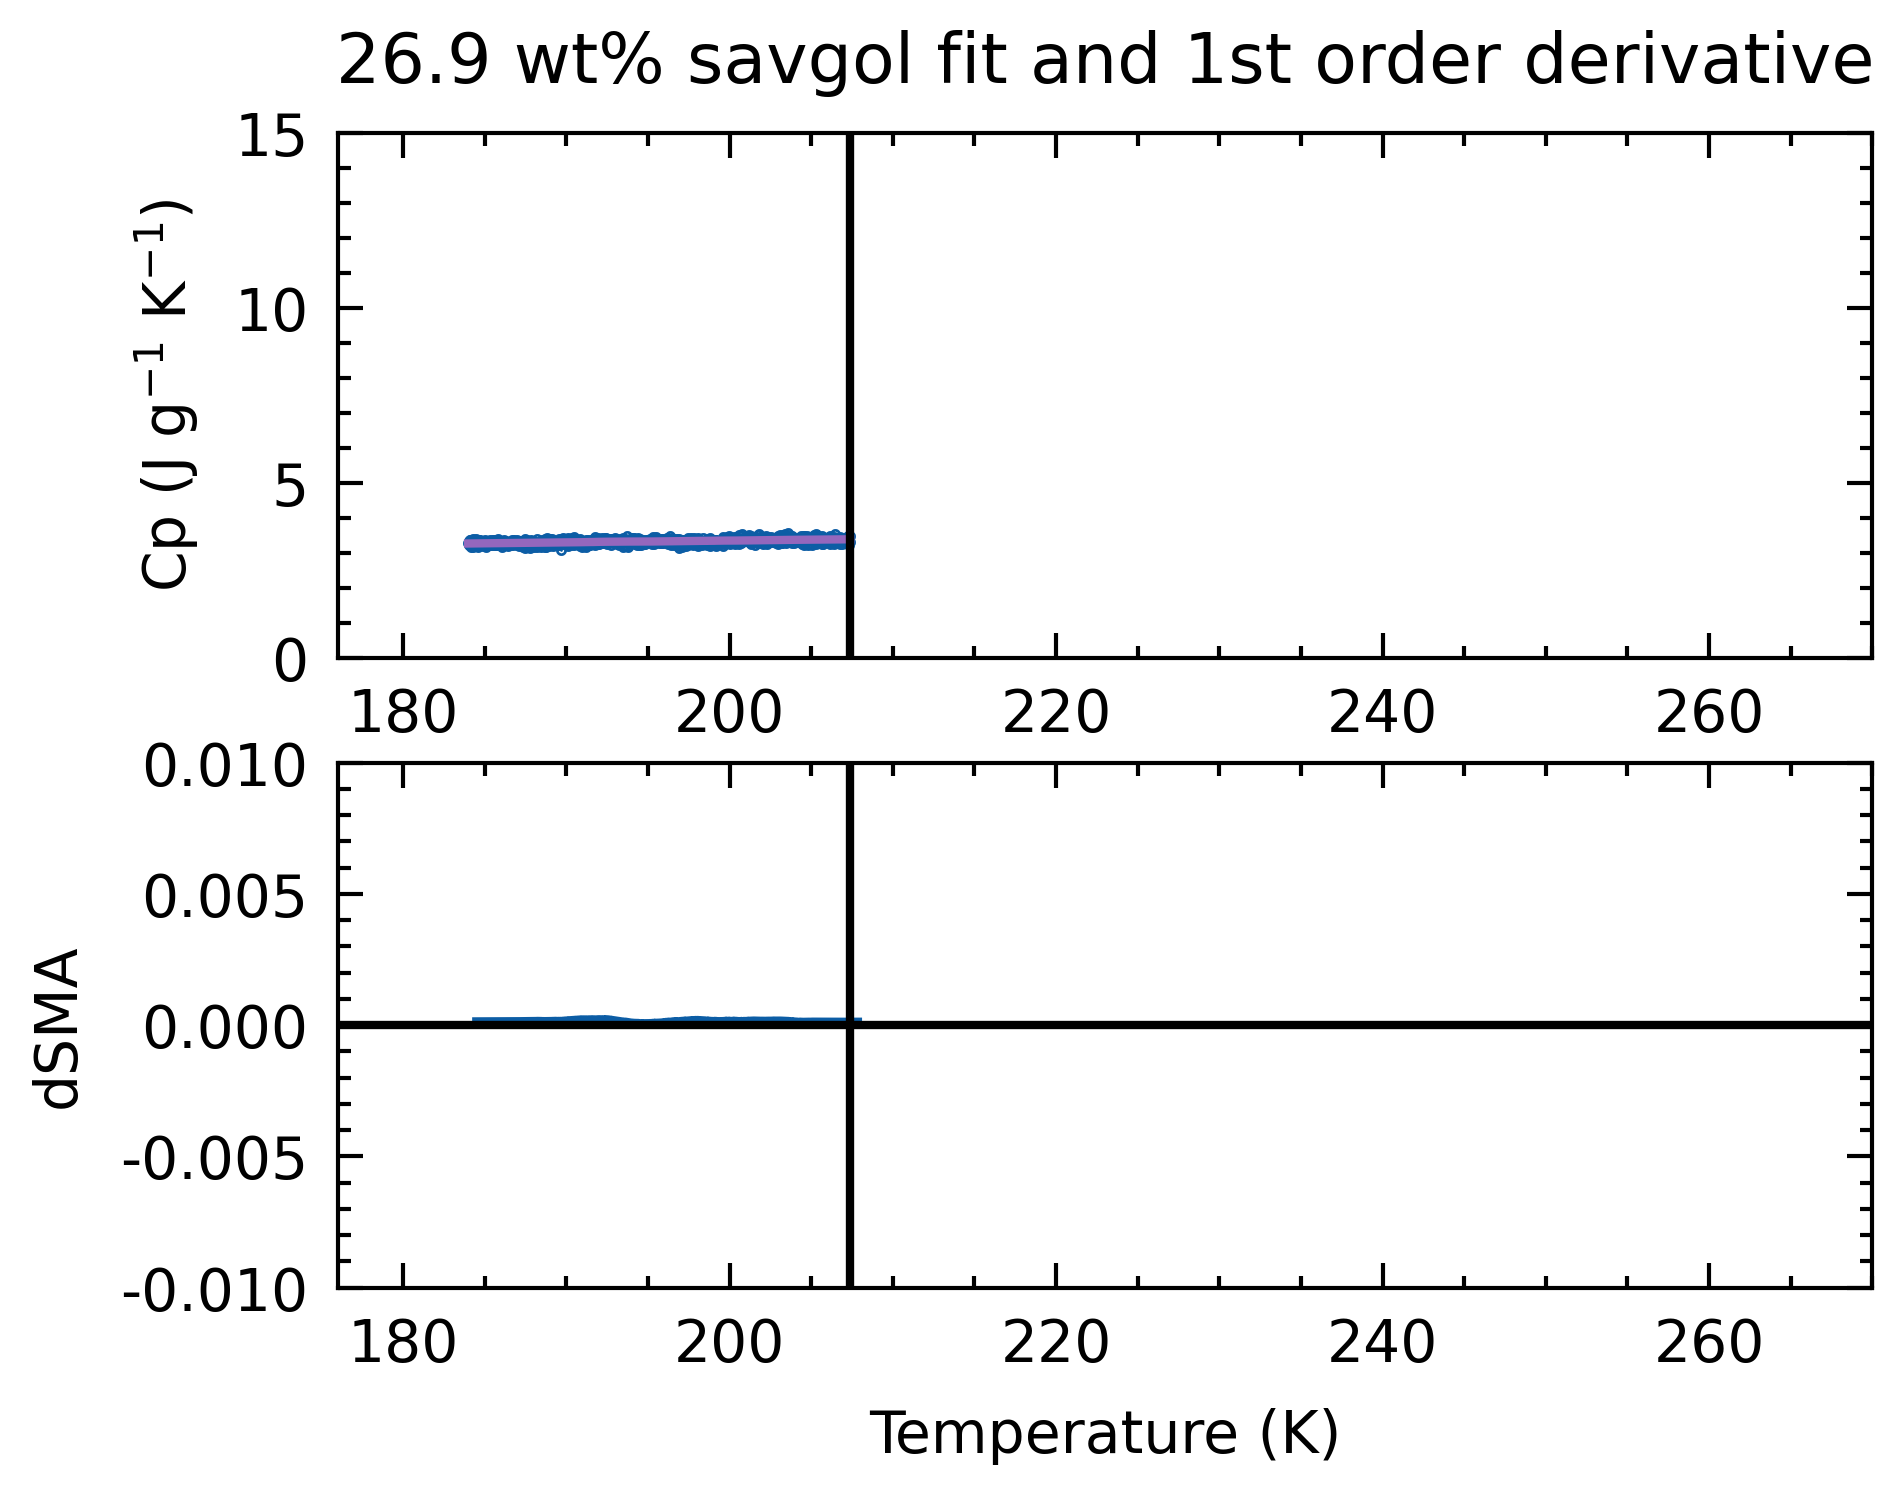 26.9 wt% savgol fit and 1st order derivative
15
10
5
0
Cp (J g⁻¹ K⁻¹)
180 200 220 240 260
0.010
0.005
0.000
-0.005
-0.010
dSMA
180 200 220 240 260
Temperature (K)